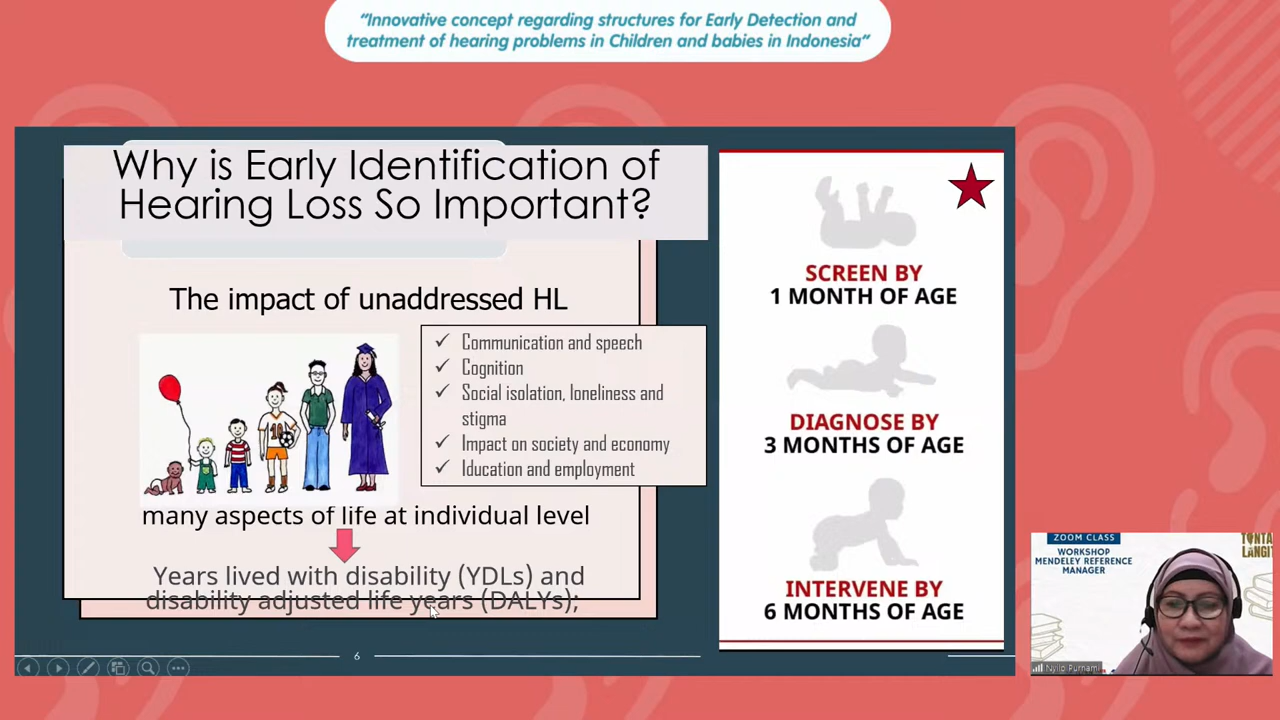 “Innovative concept regarding structures for Early Detection and
treatment of hearing problems in Children and babies in Indonesia”
Why is Early Identification of
Hearing Loss So Important?
The impact of unaddressed HL
✓ Communication and speech
✓ Cognition
✓ Social isolation, loneliness and
stigma
✓ Impact on society and economy
✓ Iducation and employment
10
many aspects of life at individual level
Years lived with disability (YDLs) and
disability adjusted life years (DALYs);
6
SCREEN BY
1 MONTH OF AGE
DIAGNOSE BY
3 MONTHS OF AGE
INTERVENE BY
6 MONTHS OF AGE
ZOOM CLASS
WORKSHOP
MENDELEY REFERENCE
MANAGER
Nyilo Purnami